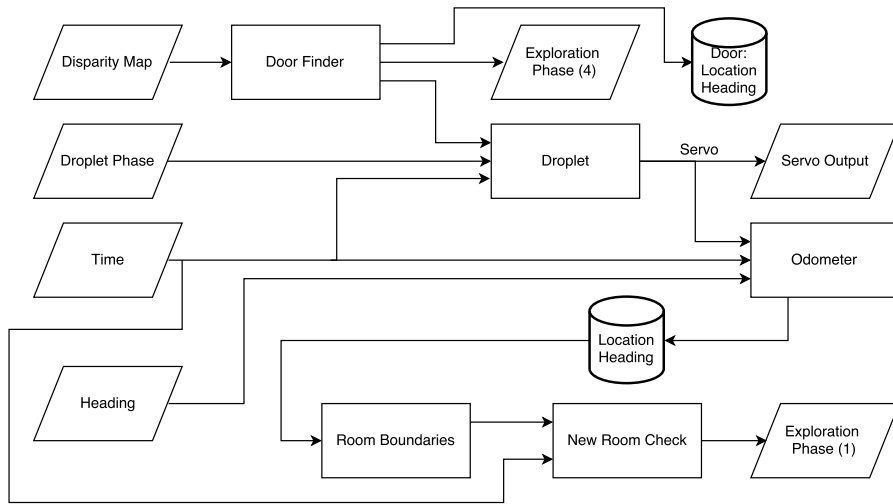 Disparity Map
Door Finder
Exploration
Phase (4)
Door:
Location
Heading
Droplet Phase
Droplet
Servo
Servo Output
Time
Odometer
Location
Heading
Heading
Room Boundaries
New Room Check
Exploration
Phase (1)